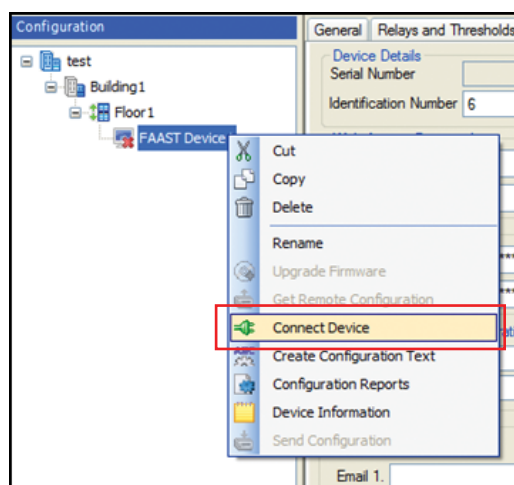 Configuration
test
Building1
Floor1
FAAST Device
Cut
Copy
Delete
Rename
Upgrade Firmware
Get Remote Configuration
Connect Device
Create Configuration Text
Configuration Reports
Device Information
Send Configuration
General Relays and Thresholds
Device Details
Serial Number
Identification Number 6
Email 1.